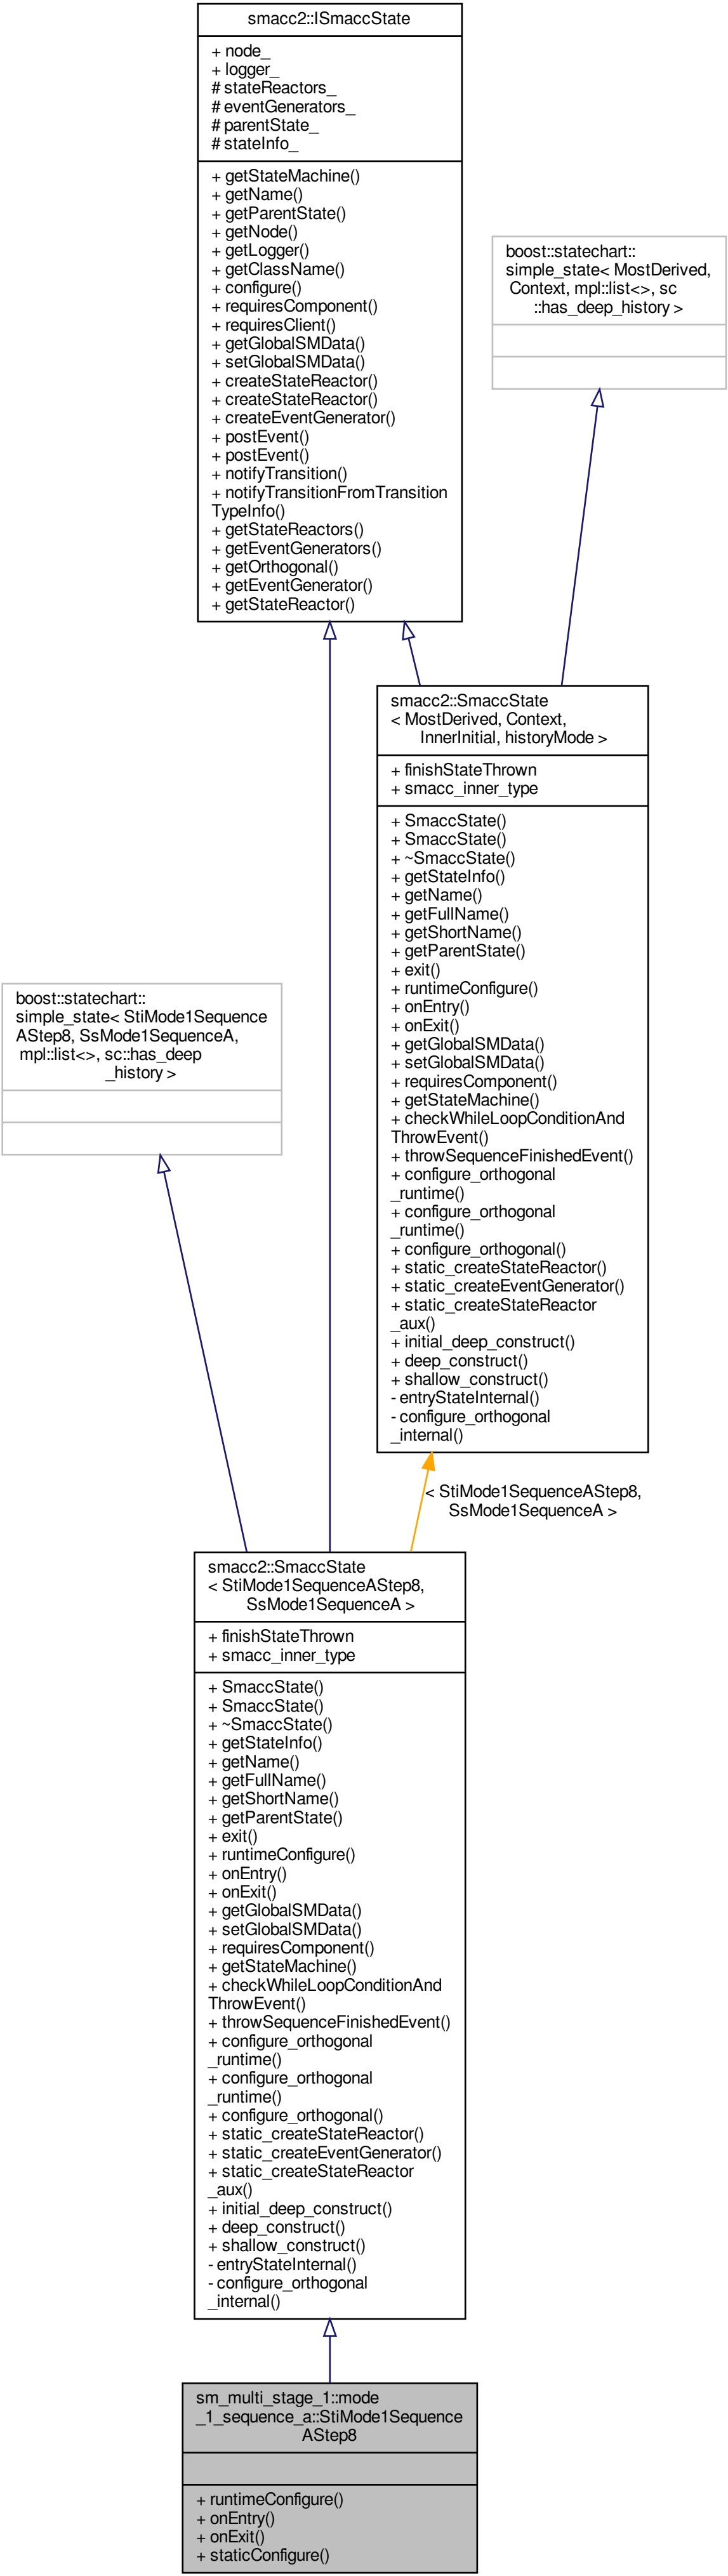 smacc2::ISmaccState
+ node_
+ logger_
# stateReactors_
# eventGenerators_
# parentState_
# stateInfo_
+ getStateMachine()
+ getName()
+ getParentState()
+ getNode()
+ getLogger()
+ getClassName()
+ configure()
+ requiresComponent()
+ requiresClient()
+ getGlobalSMData()
+ setGlobalSMData()
+ createStateReactor()
+ createStateReactor()
+ createEventGenerator()
+ postEvent()
+ postEvent()
+ notifyTransition()
+ notifyTransitionFromTransition
TypeInfo()
+ getStateReactors()
+ getEventGenerators()
+ getOrthogonal()
+ getEventGenerator()
+ getStateReactor()
boost::statechart::
simple_state< MostDerived,
Context, mpl::list<>, sc
::has_deep_history >
smacc2::SmaccState
< MostDerived, Context,
InnerInitial, historyMode >
+ finishStateThrown
+ smacc_inner_type
+ SmaccState()
+ SmaccState()
+ ~SmaccState()
+ getStateInfo()
+ getName()
+ getFullName()
+ getShortName()
+ getParentState()
+ exit()
+ runtimeConfigure()
+ onEntry()
+ onExit()
+ getGlobalSMData()
+ setGlobalSMData()
+ requiresComponent()
+ getStateMachine()
+ checkWhileLoopConditionAnd
ThrowEvent()
+ throwSequenceFinishedEvent()
+ configure_orthogonal
_runtime()
+ configure_orthogonal
_runtime()
+ configure_orthogonal()
+ static_createStateReactor()
+ static_createEventGenerator()
+ static_createStateReactor
_aux()
+ initial_deep_construct()
+ deep_construct()
+ shallow_construct()
- entryStateInternal()
- configure_orthogonal
_internal()
boost::statechart::
simple_state< StiMode1Sequence
AStep8, SsMode1SequenceA,
mpl::list<>, sc::has_deep
_history >
< StiMode1SequenceAStep8,
SsMode1SequenceA >
smacc2::SmaccState
< StiMode1SequenceAStep8,
SsMode1SequenceA >
+ finishStateThrown
+ smacc_inner_type
+ SmaccState()
+ SmaccState()
+ ~SmaccState()
+ getStateInfo()
+ getName()
+ getFullName()
+ getShortName()
+ getParentState()
+ exit()
+ runtimeConfigure()
+ onEntry()
+ onExit()
+ getGlobalSMData()
+ setGlobalSMData()
+ requiresComponent()
+ getStateMachine()
+ checkWhileLoopConditionAnd
ThrowEvent()
+ throwSequenceFinishedEvent()
+ configure_orthogonal
_runtime()
+ configure_orthogonal
_runtime()
+ configure_orthogonal()
+ static_createStateReactor()
+ static_createEventGenerator()
+ static_createStateReactor
_aux()
+ initial_deep_construct()
+ deep_construct()
+ shallow_construct()
- entryStateInternal()
- configure_orthogonal
_internal()
sm_multi_stage_1::mode
_1_sequence_a::StiMode1Sequence
AStep8
+ runtimeConfigure()
+ onEntry()
+ onExit()
+ staticConfigure()